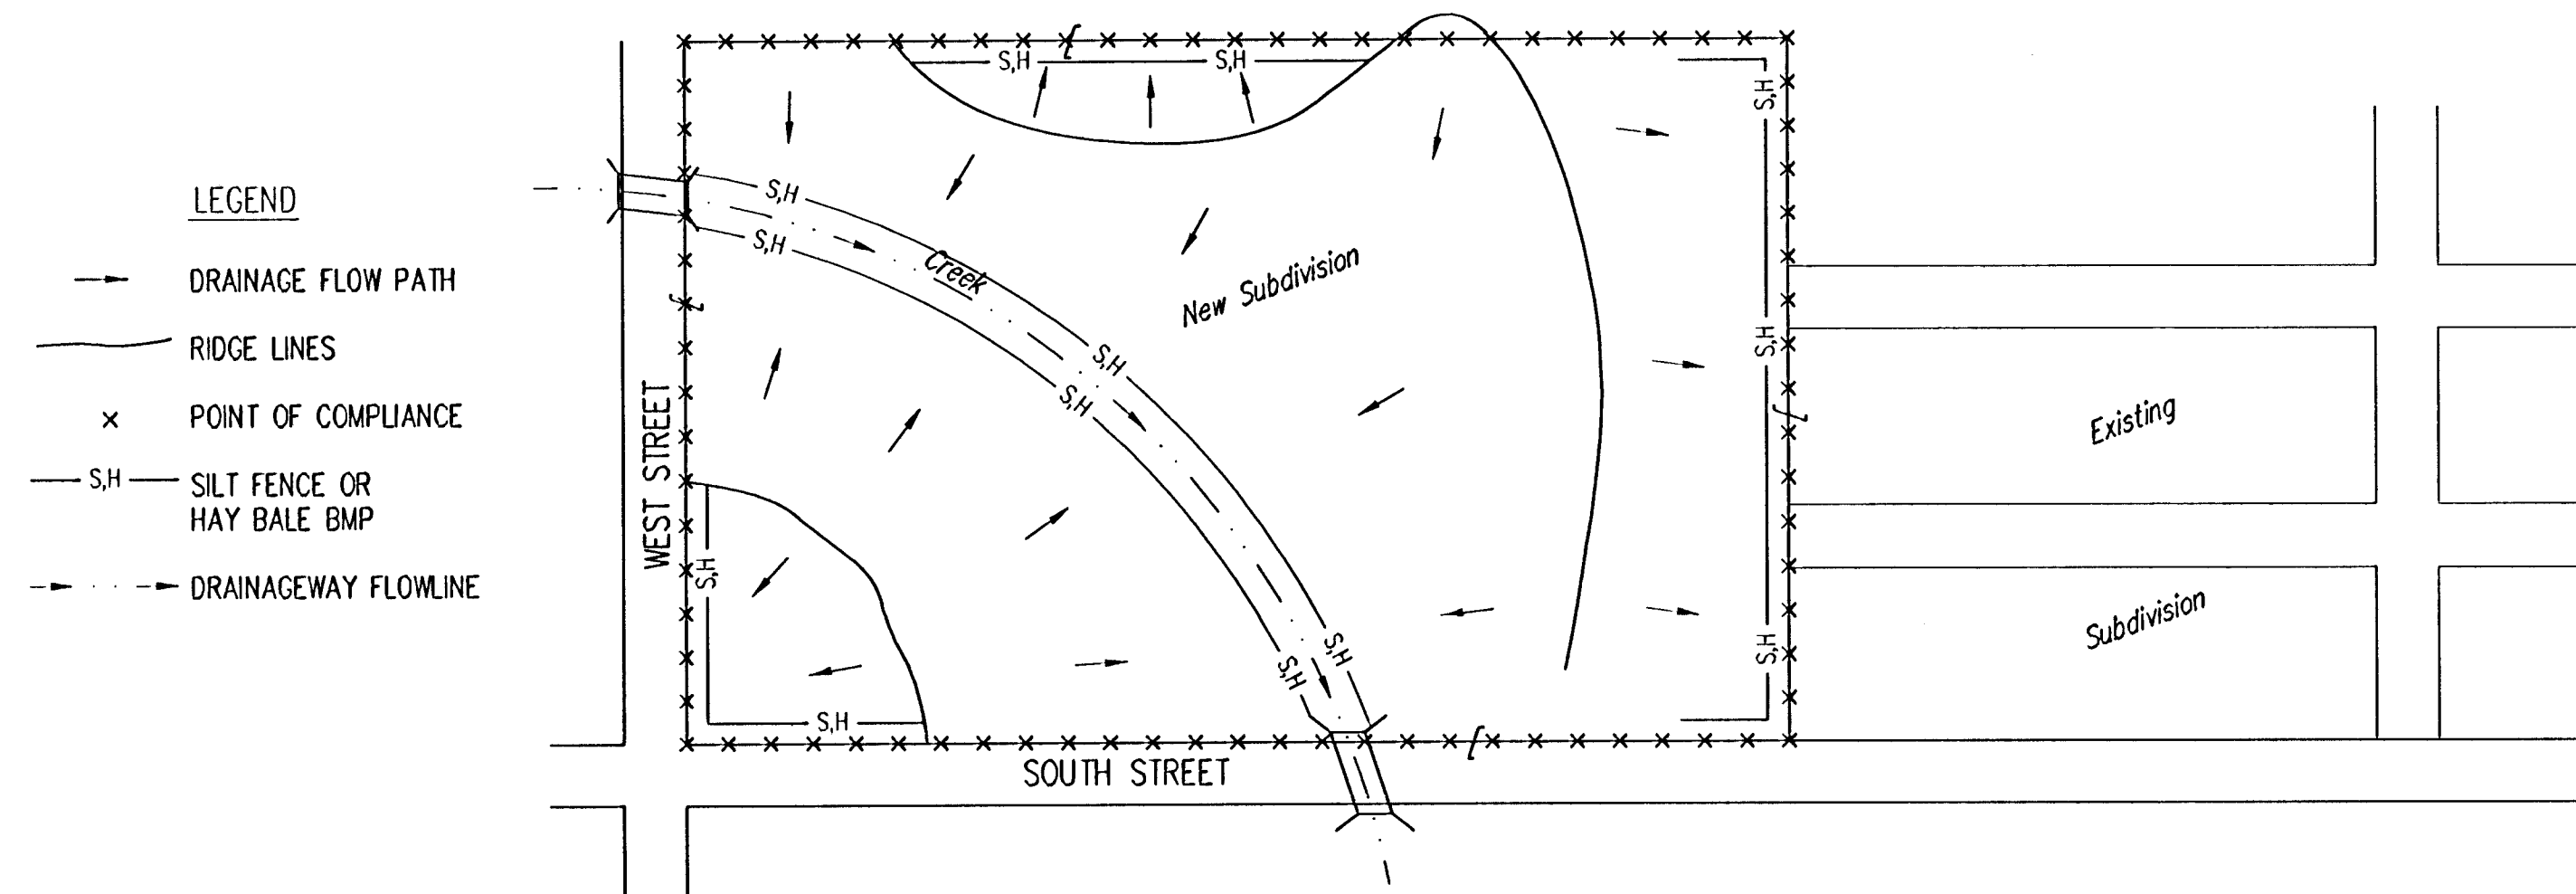 LEGEND
DRAINAGE FLOW PATH
RIDGE LINES
× POINT OF COMPLIANCE
S,H SILT FENCE OR
HAY BALE BMP
DRAINAGEWAY FLOWLINE
S,H
S,H
S,H
S,H
S,H
Creek
New Subdivision
S,H
S,H
S,H
WEST STREET
S,H
S,H
S,H
S,H
S,H
Existing
Subdivision
SOUTH STREET